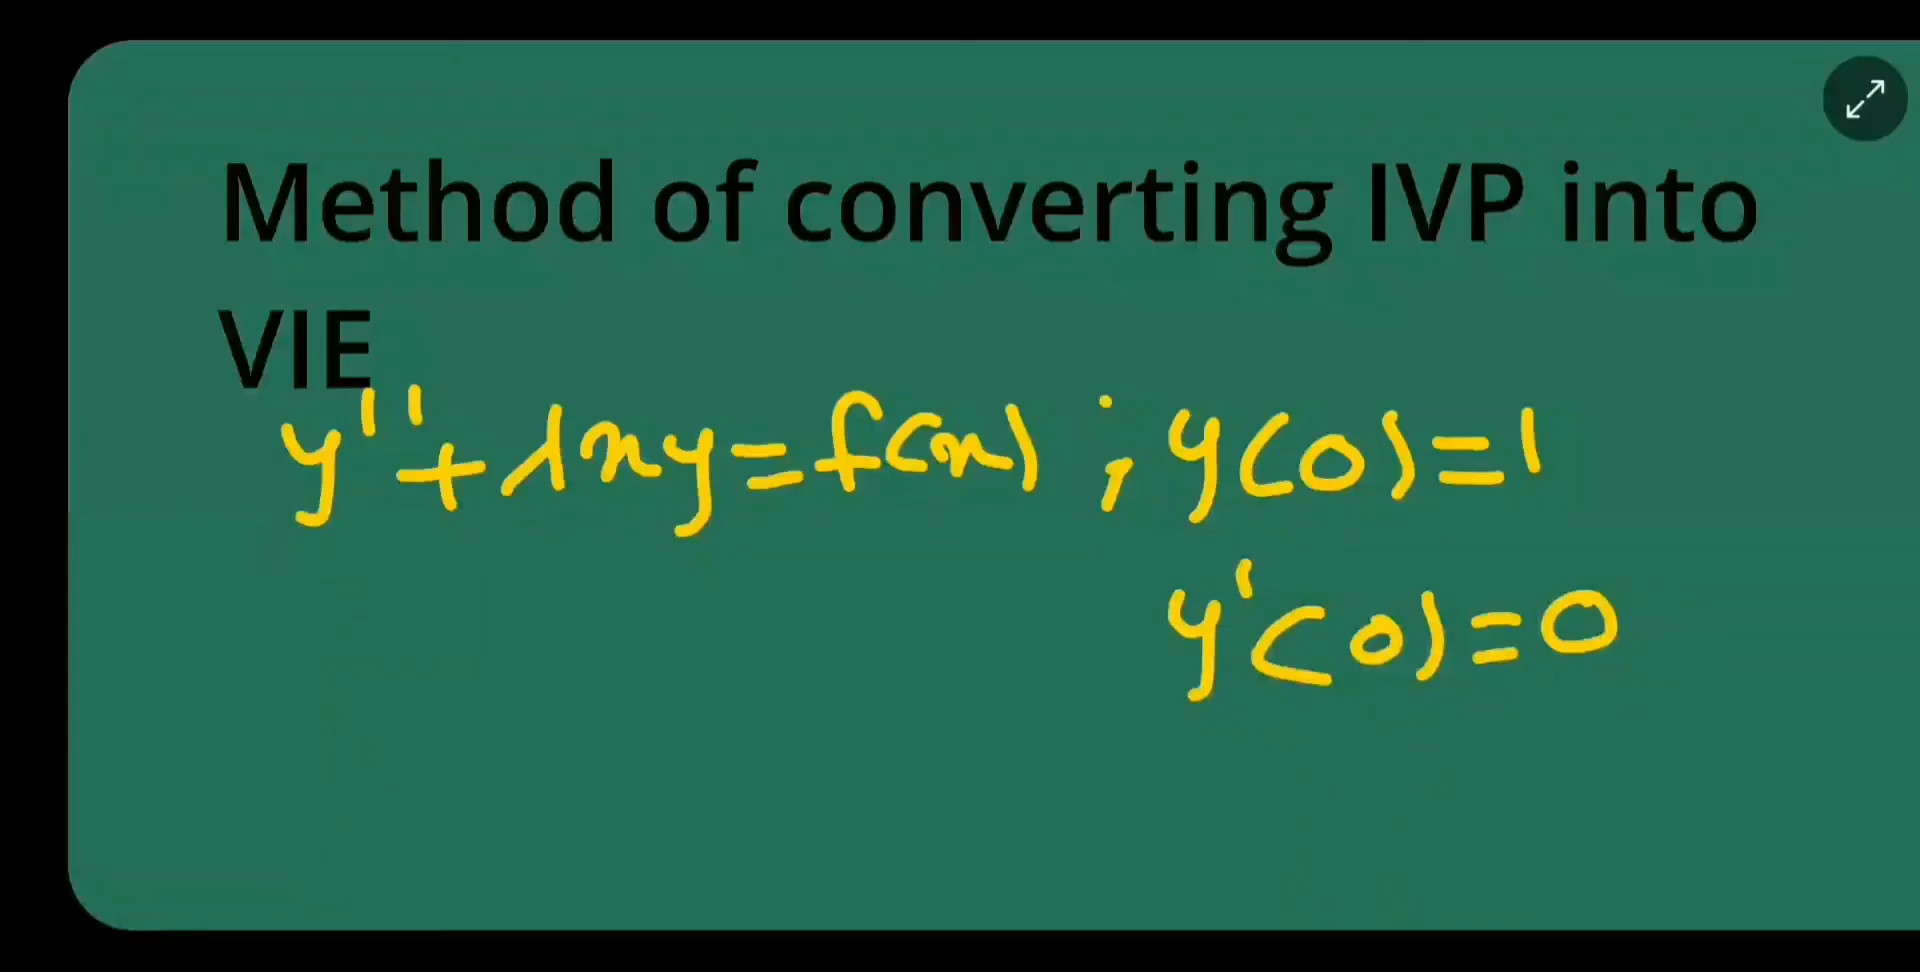 Method of converting IVP into
VIE
y''+λxy=f(x) ; y(0)=1
y'(0)=0